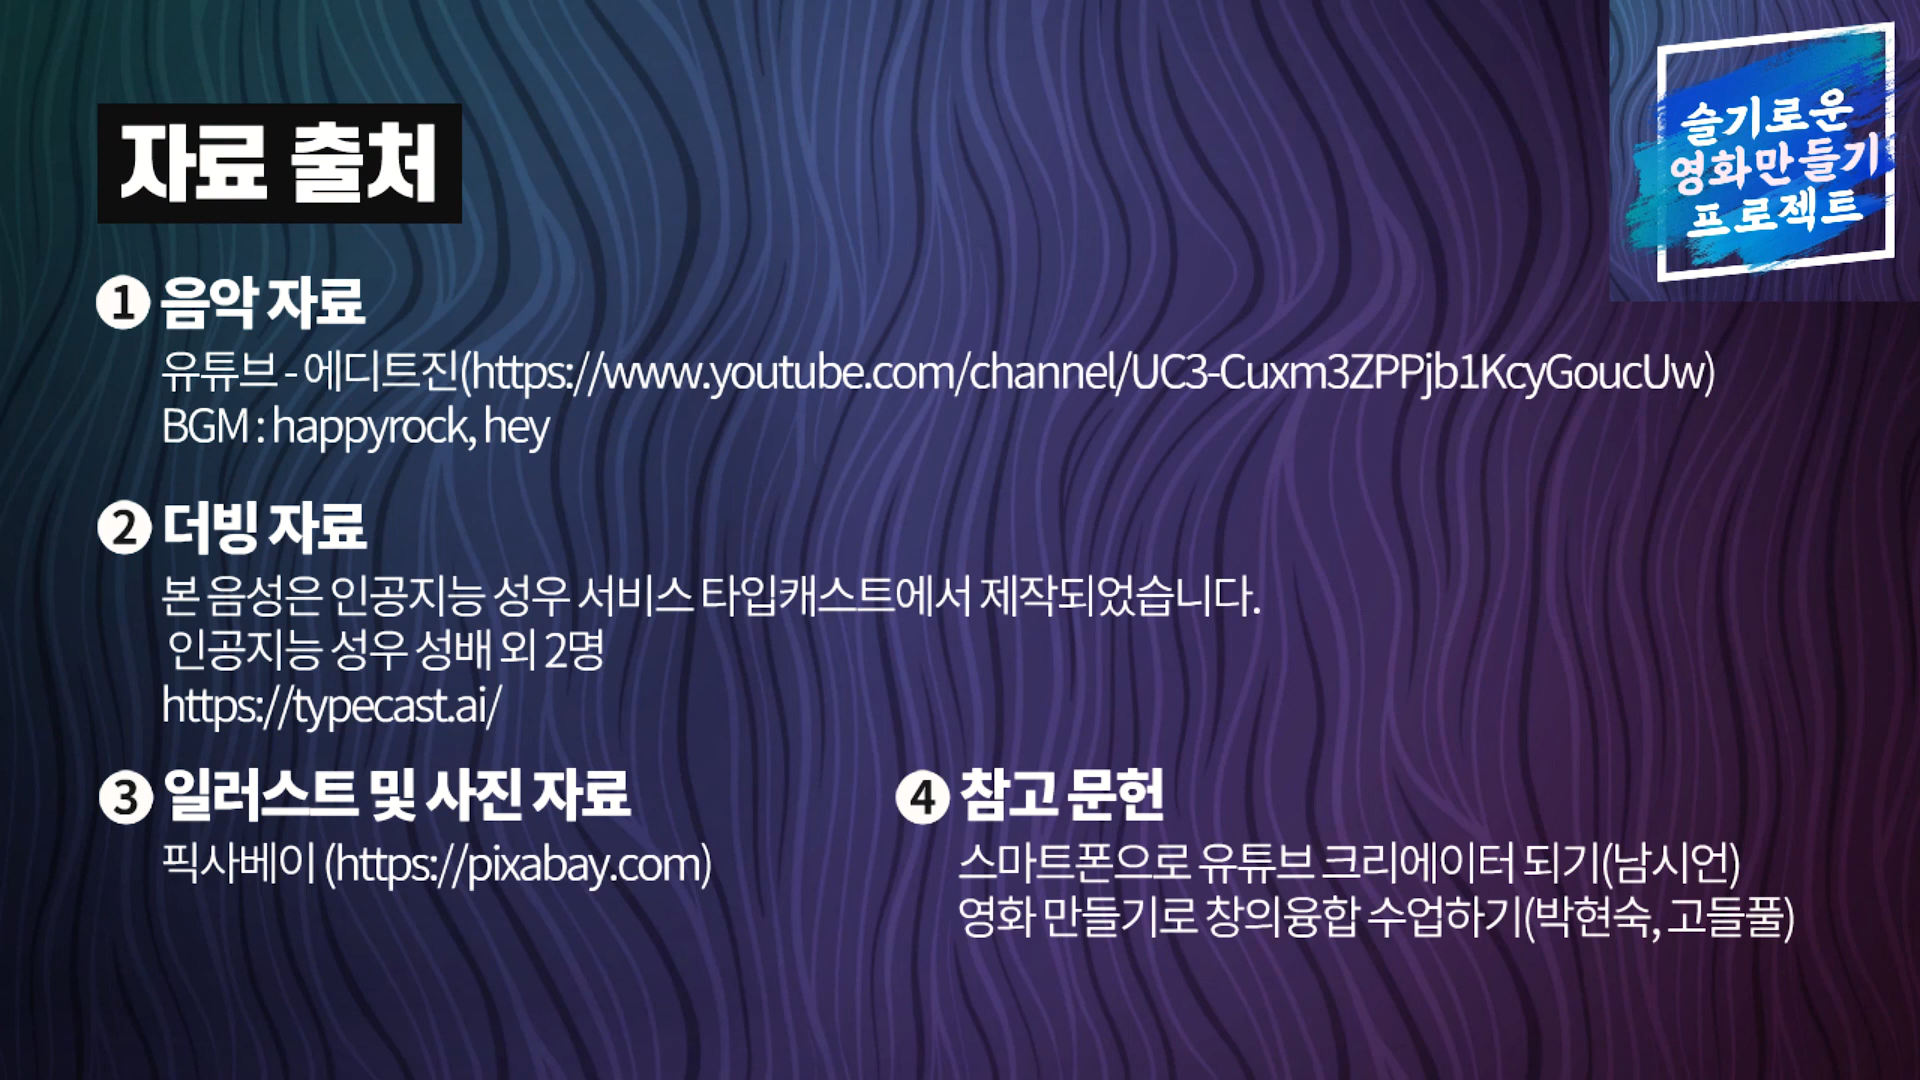 자료 출처
슬기로운
영화만들기
프로젝트
❶ 음악 자료
유튜브 - 에디트진(https://www.youtube.com/channel/UC3-Cuxm3ZPPjb1KcyGoucUw)
BGM : happyrock, hey
❷ 더빙 자료
본 음성은 인공지능 성우 서비스 타입캐스트에서 제작되었습니다.
인공지능 성우 성배 외 2명
https://typecast.ai/
❸ 일러스트 및 사진 자료
픽사베이 (https://pixabay.com)
❹ 참고 문헌
스마트폰으로 유튜브 크리에이터 되기(남시언)
영화 만들기로 창의융합 수업하기(박현숙, 고들풀)